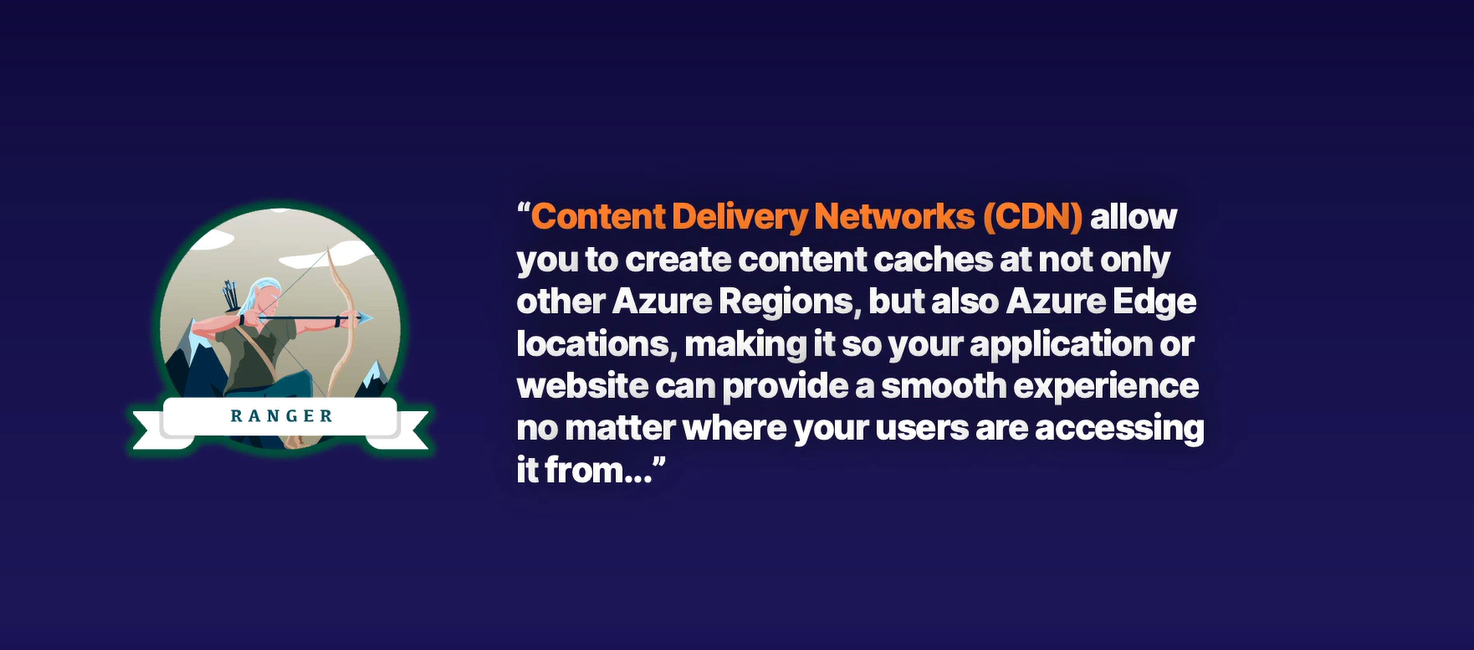 RANGER
“Content Delivery Networks (CDN) allow
you to create content caches at not only
other Azure Regions, but also Azure Edge
locations, making it so your application or
website can provide a smooth experience
no matter where your users are accessing
it from...”